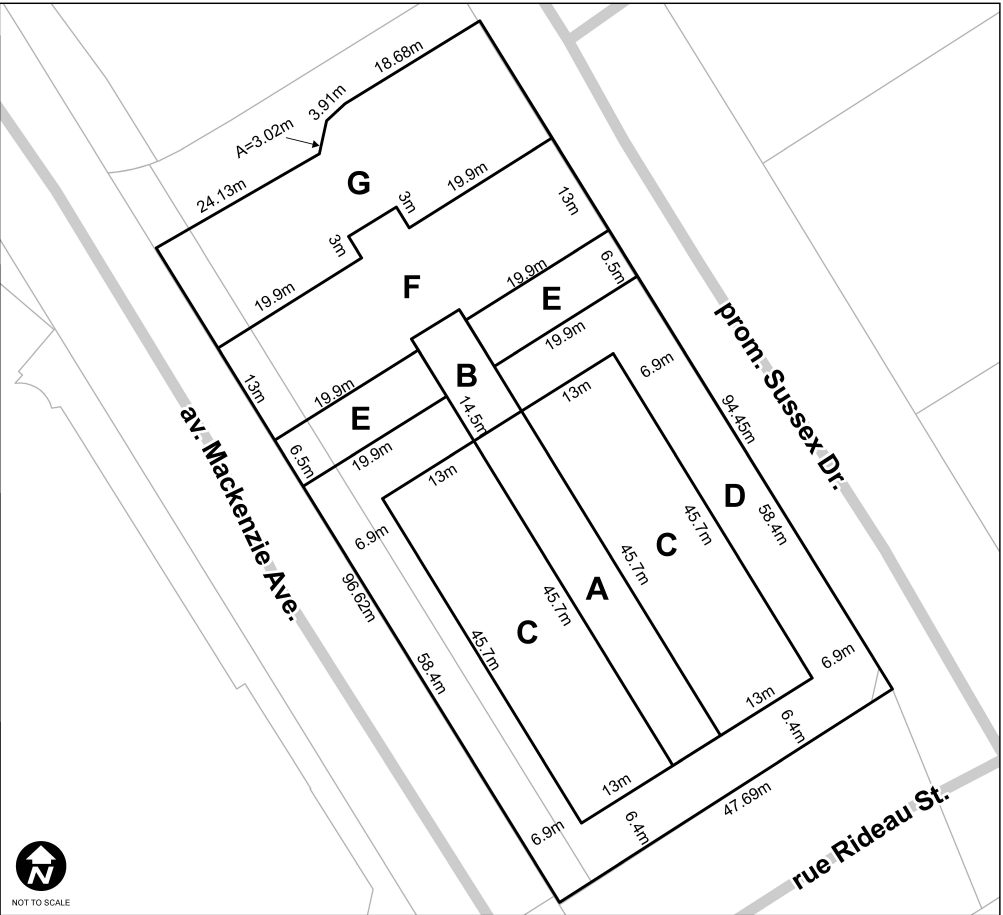 18.68m
3.91m
A=3.02m
24.13m
G
19.9m
3m
3m
13m
19.9m
F
19.9m
6.5m
E
19.9m
B
13m
19.9m
14.5m
E
6.5m
19.9m
13m
6.9m
13m
6.9m
prom. Sussex Dr.
94.45m
58.4m
D
45.7m
C
45.7m
A
45.7m
C
45.7m
av. Mackenzie Ave.
96.62m
58.4m
6.9m
13m
6.4m
13m
6.9m
6.4m
47.69m
rue Rideau St.
N
NOT TO SCALE